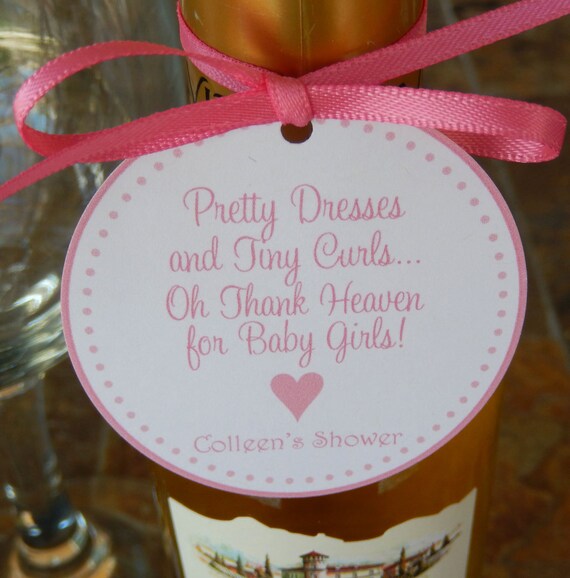 Pretty Dresses
and Tiny Curls...
Oh Thank Heaven
for Baby Girls!
Colleen's Shower